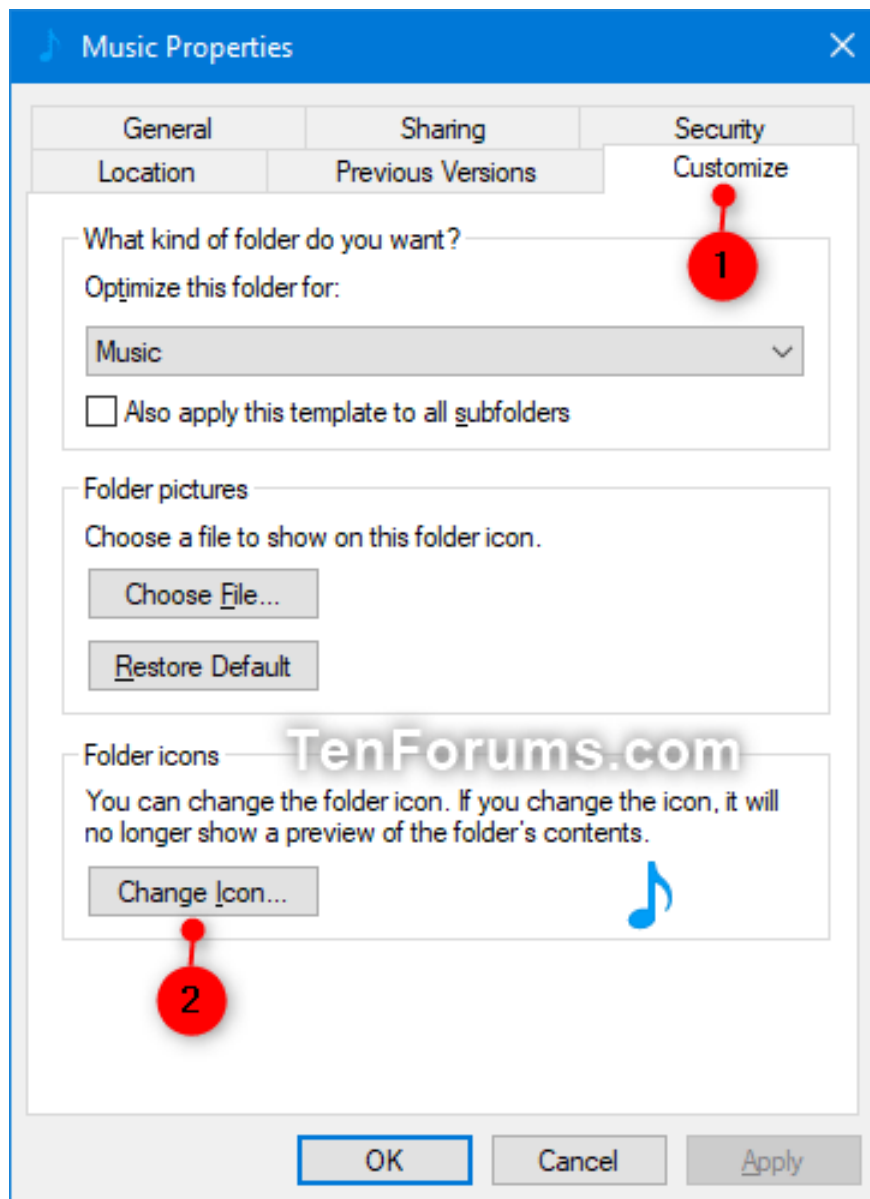 Music Properties
General Sharing Security
Location Previous Versions Customize
1
What kind of folder do you want?
Optimize this folder for:
Music
Also apply this template to all subfolders
Folder pictures
Choose a file to show on this folder icon.
Choose File...
Restore Default
TenForums.com
Folder icons
You can change the folder icon. If you change the icon, it will
no longer show a preview of the folder's contents.
Change Icon...
2
OK Cancel Apply